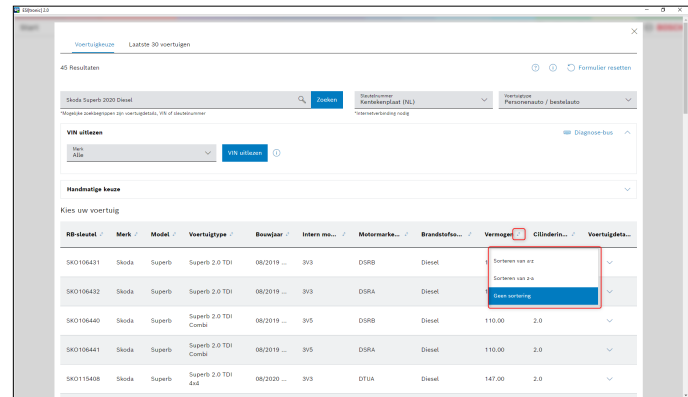 ESI[tronic] 2.0
Start
Voertuigkeuze Laatste 30 voertuigen
45 Resultaten
Formulier resetten
Skoda Superb 2020 Diesel
Zoeken
Sleutelnummer
Kentekenplaat (NL)
Voertuigtype
Personenauto / bestelauto
*Mogelijke zoekbegrippen zijn voertuigdetails, VIN of sleutelnummer
*Internetverbinding nodig
VIN uitlezen
Diagnose-bus
Merk
Alle
VIN uitlezen
Handmatige keuze
Kies uw voertuig
RB-sleutel Merk Model Voertuigtype Bouwjaar Intern mo... Motormarke... Brandstofso... Vermogen Cilinderin... Voertuigdeta...
SKO106431 Skoda Superb Superb 2.0 TDI 08/2019 ... 3V3 DSRB Diesel
Sorteren van a-z
Sorteren van z-a
Geen sortering
SKO106432 Skoda Superb Superb 2.0 TDI 08/2019 ... 3V3 DSRA Diesel
SKO106440 Skoda Superb Superb 2.0 TDI Combi 08/2019 ... 3V5 DSRB Diesel 110.00 2.0
SKO106441 Skoda Superb Superb 2.0 TDI Combi 08/2019 ... 3V5 DSRA Diesel 110.00 2.0
SKO115408 Skoda Superb Superb 2.0 TDI 4x4 08/2020 ... 3V3 DTUA Diesel 147.00 2.0